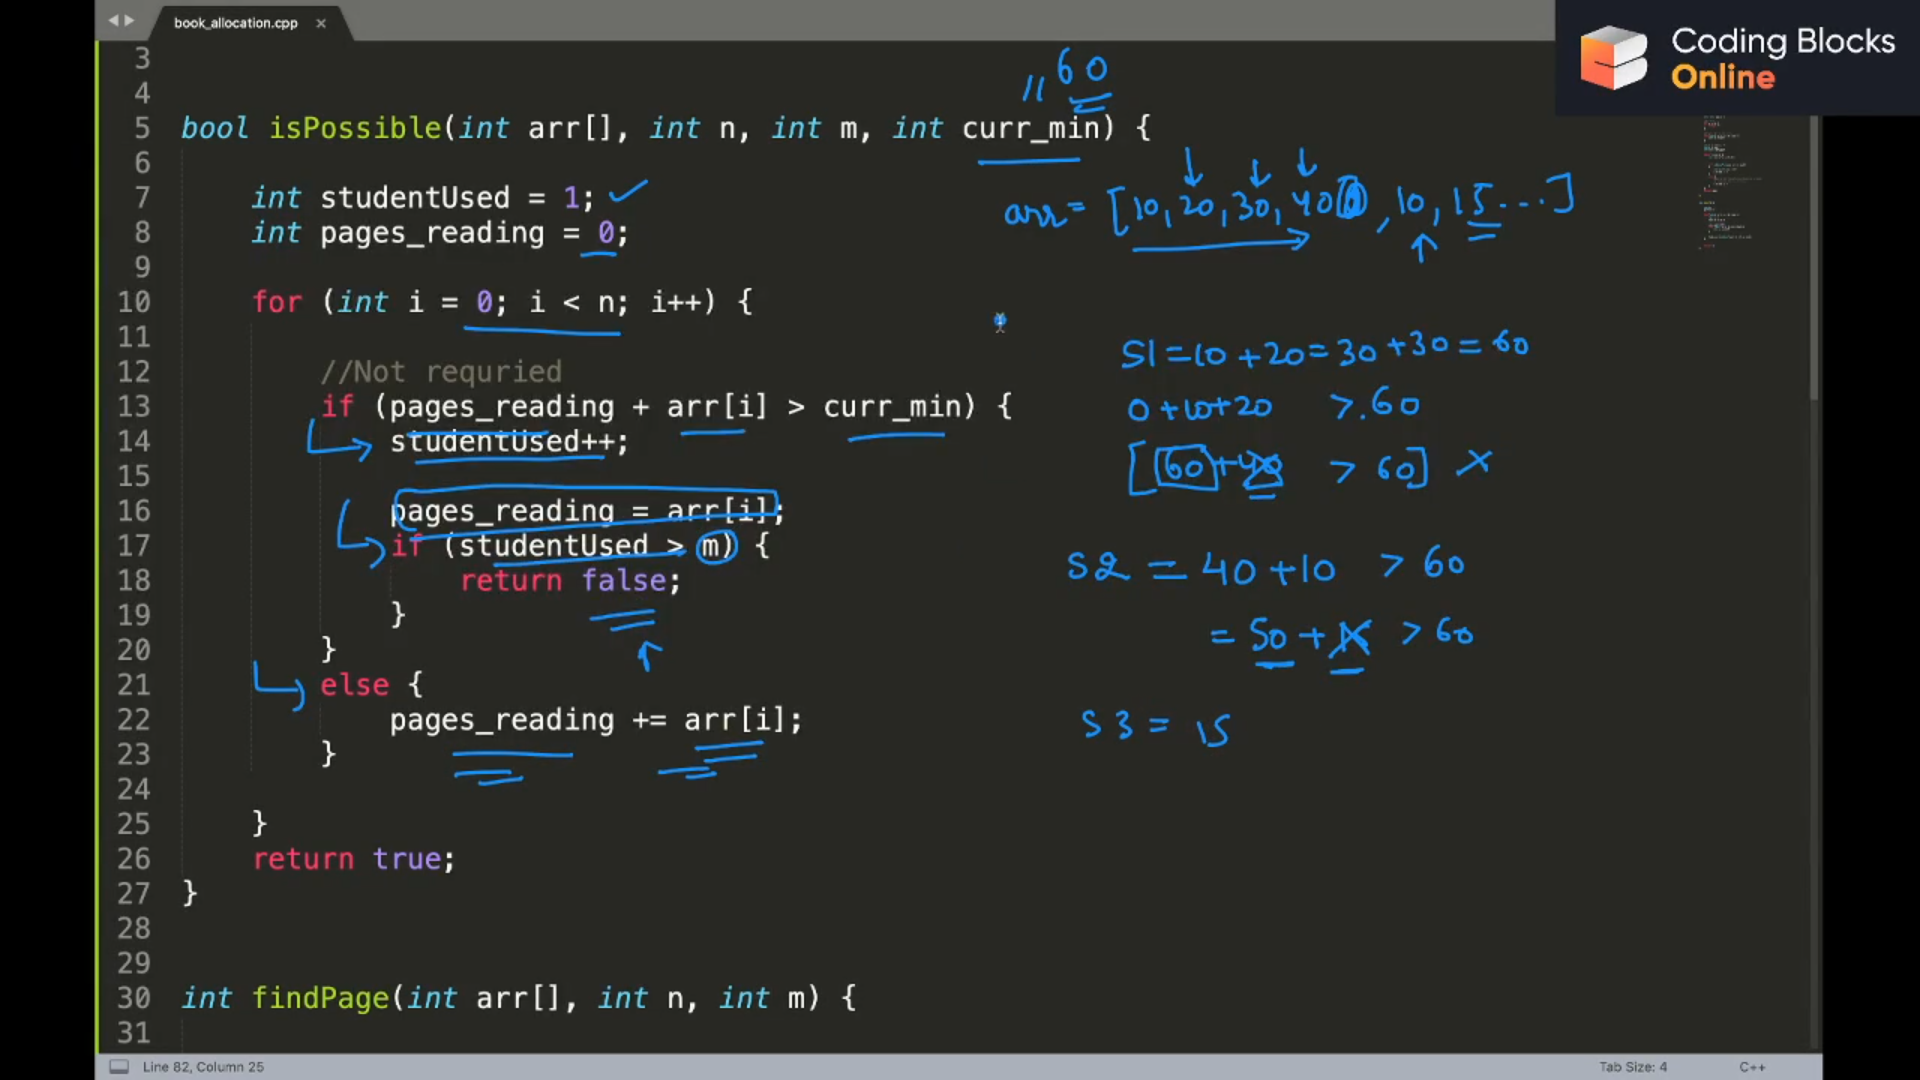 book_allocation.cpp ×
Coding Blocks
Online
3
4
" 60
5 bool isPossible(int arr[], int n, int m, int curr_min) {
6
7 int studentUsed = 1;
8 int pages_reading = 0;
arr = [10, 20, 30, 40, 10, 15 ...]
9
10 for (int i = 0; i < n; i++) {
11
12 //Not requried
13 if (pages_reading + arr[i] > curr_min) {
14 studentUsed++;
15
16 pages_reading = arr[i];
17 if (studentUsed > m) {
18 return false;
19 }
20 }
21 else {
22 pages_reading += arr[i];
23 }
24
25 }
26 return true;
27 }
28
29
30 int findPage(int arr[], int n, int m) {
31
S1 = 10 + 20 = 30 + 30 = 60
0 + 10 + 20 > 60
[60 + 40 > 60] ×
S2 = 40 + 10 > 60
= 50 + 15 > 60
S3 = 15
Line 82, Column 25
Tab Size: 4
C++